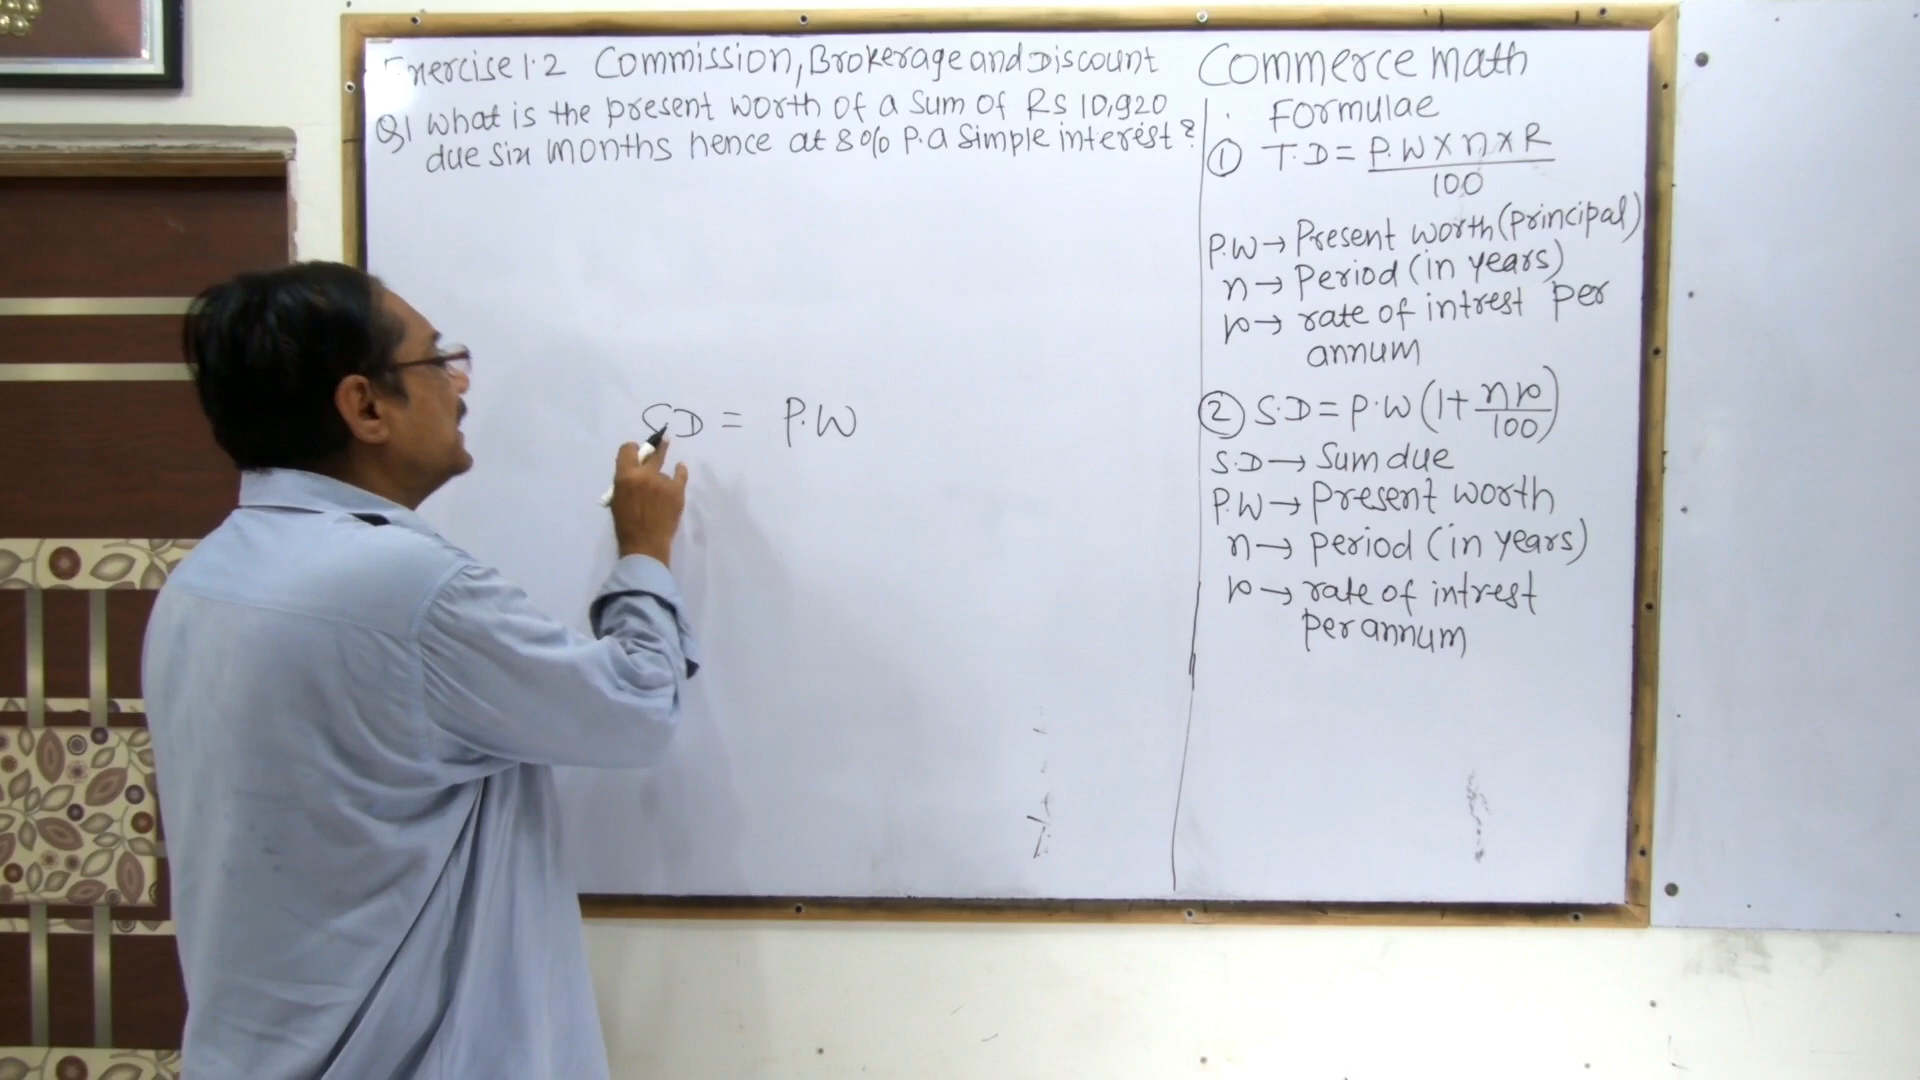 Exercise 1.2 Commission, Brokerage and Discount
Q1 What is the present worth of a sum of Rs 10,920
due six months hence at 8% P.a Simple interest?
SD = P.W
Commerce math
Formulae
① T.D = P.W x n x R
100
P.W → Present worth (principal)
n → Period (in years)
r → rate of intrest per
annum
② S.D = P.W (1 + nr/100)
S.D → Sum due
P.W → Present worth
n → period (in years)
r → rate of intrest
per annum